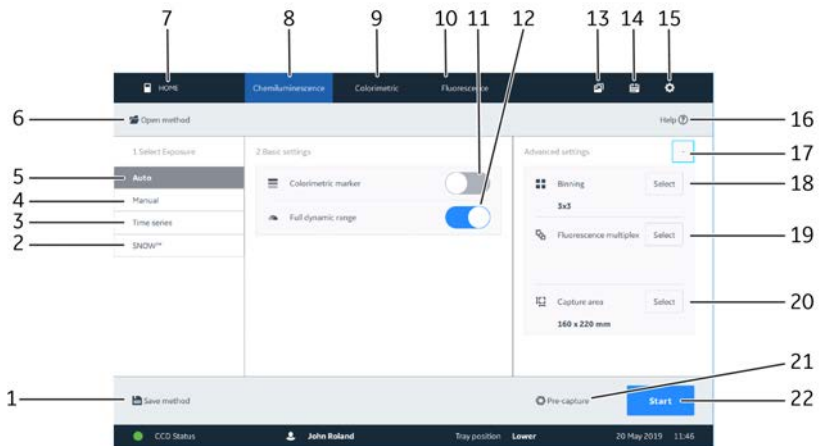 7 8 9 10 11 12 13 14 15
HOME Chemiluminescence Colorimetric Fluorescence
6 Open method Help ? 16
1 Select Exposure 2 Basic settings Advanced settings - 17
5 Auto Colorimetric marker Binning Select 18
4 Manual 3x3
3 Time series Full dynamic range Fluorescence multiplex Select 19
2 SNOW™
Capture area Select 20
160 x 220 mm
21
1 Save method Pre-capture Start 22
CCD Status John Roland Tray position Lower 20 May 2019 11:46